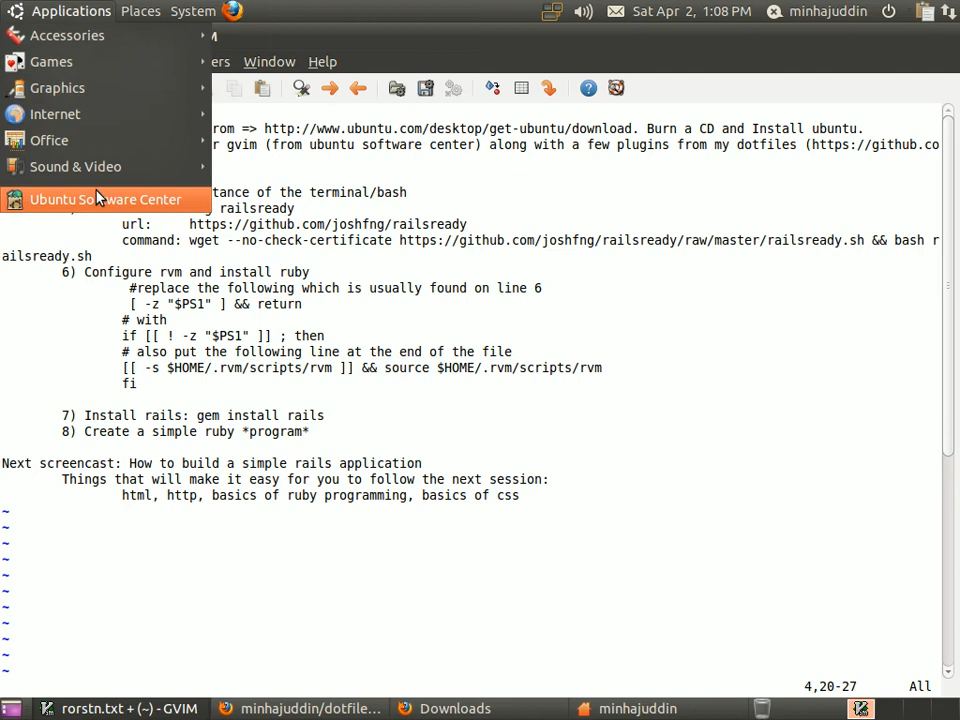 Applications Places System Sat Apr 2, 1:08 PM minhajuddin
Accessories
Games
Graphics
Internet
Office
Sound & Video
Ubuntu Software Center
M
ers Window Help
rom => http://www.ubuntu.com/desktop/get-ubuntu/download. Burn a CD and Install ubuntu.
r gvim (from ubuntu software center) along with a few plugins from my dotfiles (https://github.co
tance of the terminal/bash
railsready
url: https://github.com/joshfng/railsready
command: wget --no-check-certificate https://github.com/joshfng/railsready/raw/master/railsready.sh && bash r
ailsready.sh
6) Configure rvm and install ruby
#replace the following which is usually found on line 6
[ -z "$PS1" ] && return
# with
if [[ ! -z "$PS1" ]] ; then
# also put the following line at the end of the file
[[ -s $HOME/.rvm/scripts/rvm ]] && source $HOME/.rvm/scripts/rvm
fi
7) Install rails: gem install rails
8) Create a simple ruby *program*
Next screencast: How to build a simple rails application
Things that will make it easy for you to follow the next session:
html, http, basics of ruby programming, basics of css
~
~
~
~
~
~
~
~
~
~
~
4,20-27 All
rorstn.txt + (~) - GVIM minhajuddin/dotfile... Downloads minhajuddin